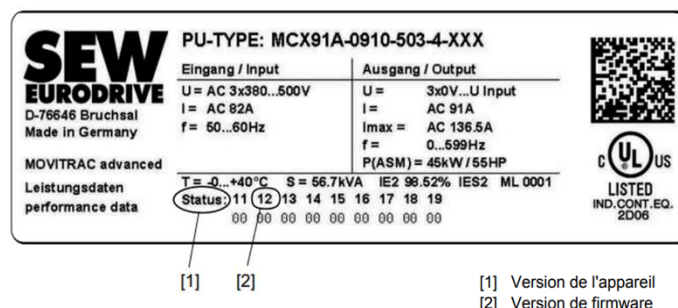 SEW
EURODRIVE
D-76646 Bruchsal
Made in Germany
MOVITRAC advanced
Leistungsdaten
performance data
PU-TYPE: MCX91A-0910-503-4-XXX
Eingang / Input
U = AC 3x380...500V
I = AC 82A
f = 50...60Hz
Ausgang / Output
U = 3x0V...U Input
I = AC 91A
Imax = AC 136.5A
f = 0...599Hz
P(ASM) = 45kW / 55HP
T = -0...+40°C S = 56.7kVA IE2 98.52% IES2 ML 0001
Status: 11 12 13 14 15 16 17 18 19
00 00 00 00 00 00 00 00 00
C UL US
LISTED
IND.CONT.EQ.
2D06
[1] [2]
[1] Version de l'appareil
[2] Version de firmware